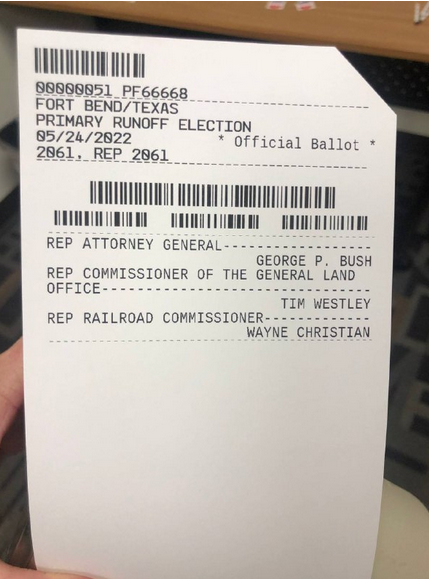 00000051 PF66668
FORT BEND/TEXAS
PRIMARY RUNOFF ELECTION
05/24/2022 * Official Ballot *
2061, REP 2061
REP ATTORNEY GENERAL----------------
GEORGE P. BUSH
REP COMMISSIONER OF THE GENERAL LAND
OFFICE------------------------------
TIM WESTLEY
REP RAILROAD COMMISSIONER-----------
WAYNE CHRISTIAN